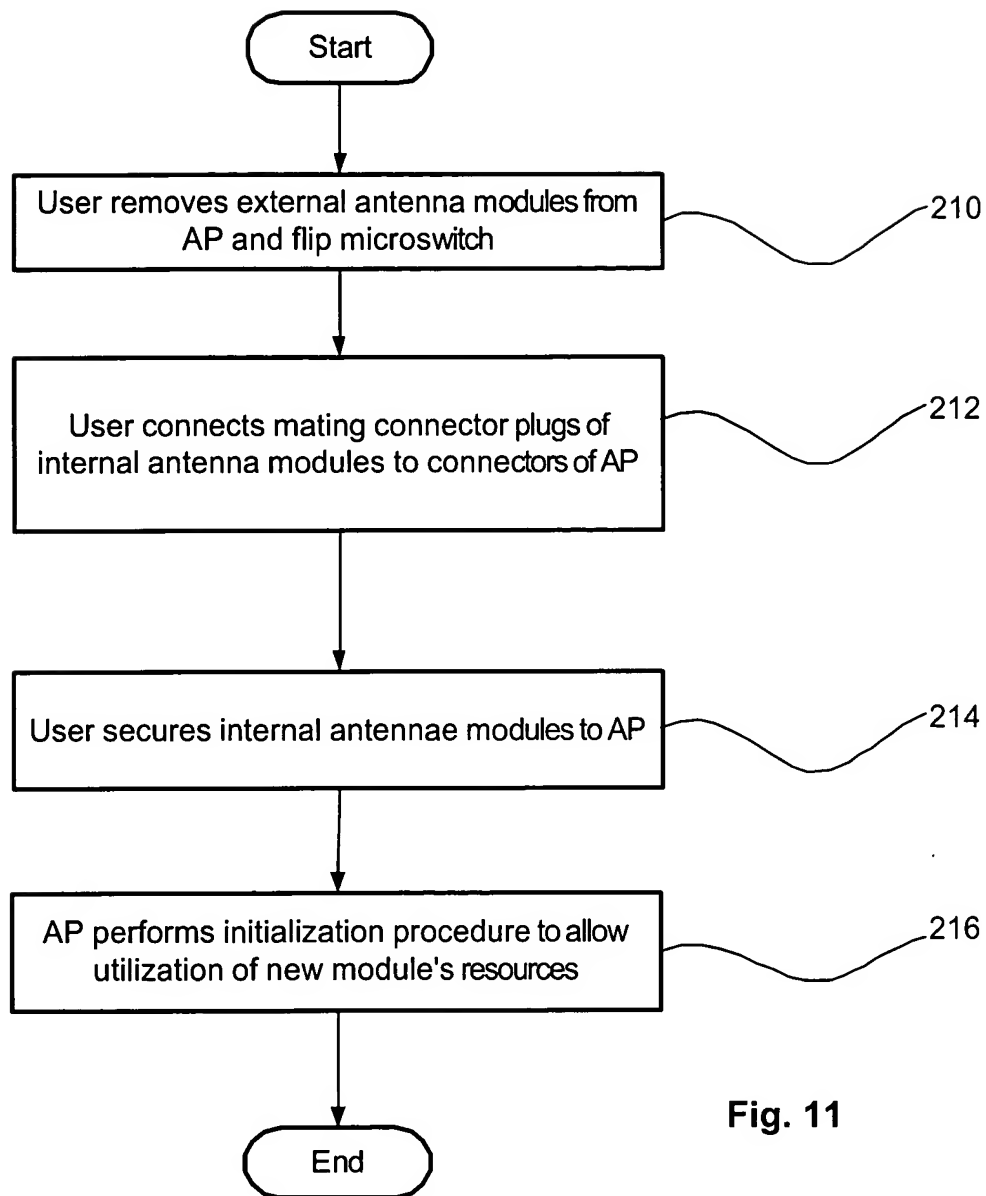 Start
User removes external antenna modules from
AP and flip microswitch
210
User connects mating connector plugs of
internal antenna modules to connectors of AP
212
User secures internal antennae modules to AP
214
AP performs initialization procedure to allow
utilization of new module's resources
216
Fig. 11
End